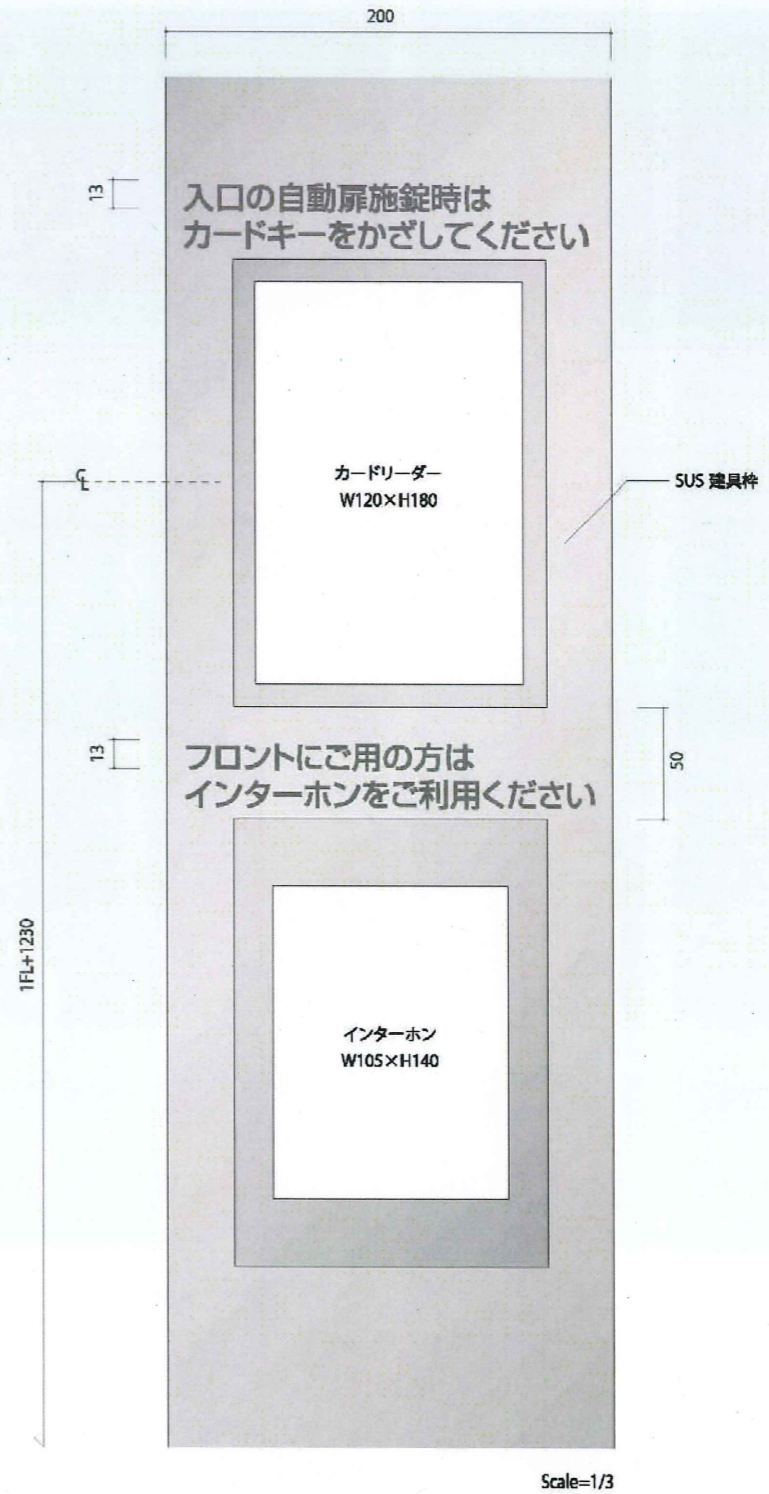 200
13
入口の自動扉施錠時は
カードキーをかざしてください
カードリーダー
W120×H180
CL
SUS 建具枠
13
フロントにご用の方は
インターホンをご利用ください
50
1FL+1230
インターホン
W105×H140
Scale=1/3